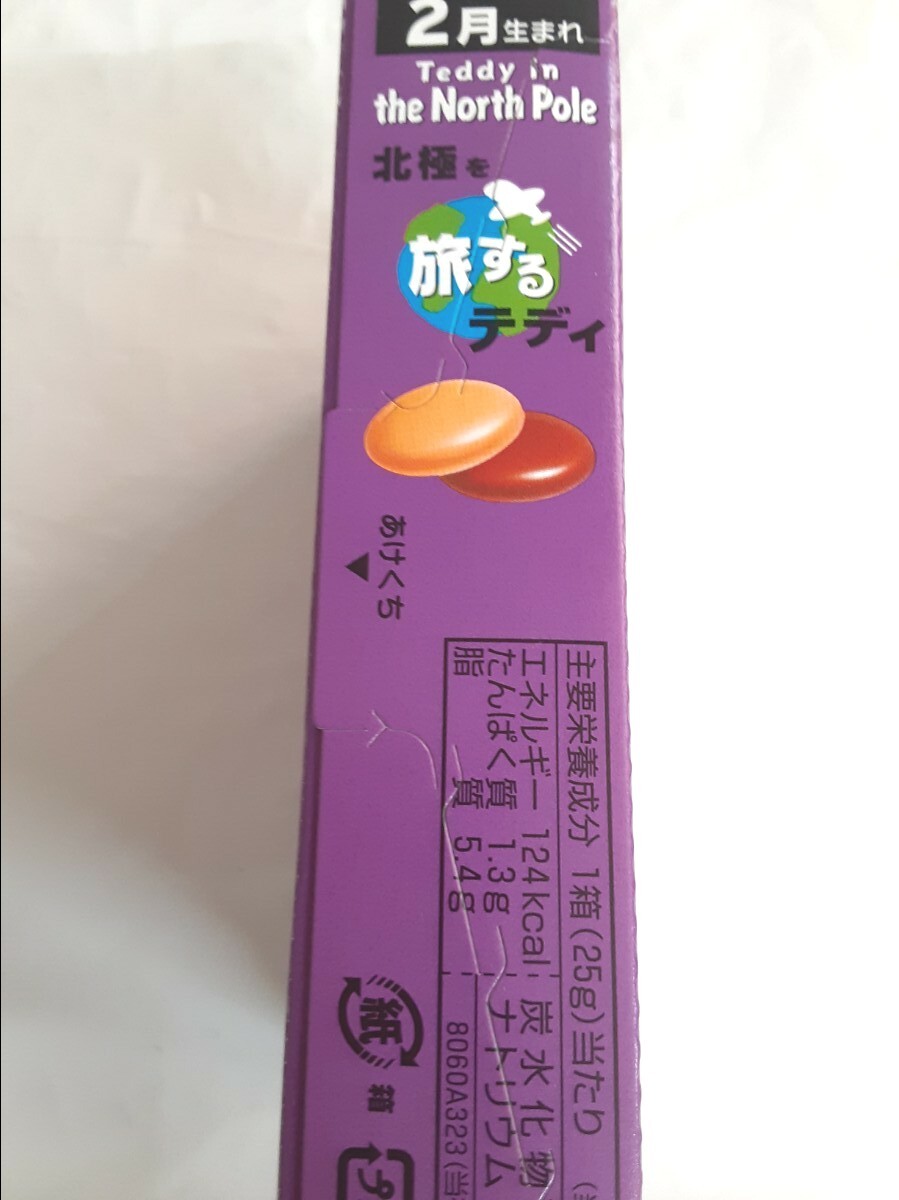 2月生まれ
Teddy in
the North Pole
北極を
旅する
テディ
あけくち
主要栄養成分 1箱(25g)当たり
エネルギー 124kcal
たんぱく質 1.3g
脂質 5.4g
炭水化物
ナトリウム
8060A323(当
紙
箱
プ